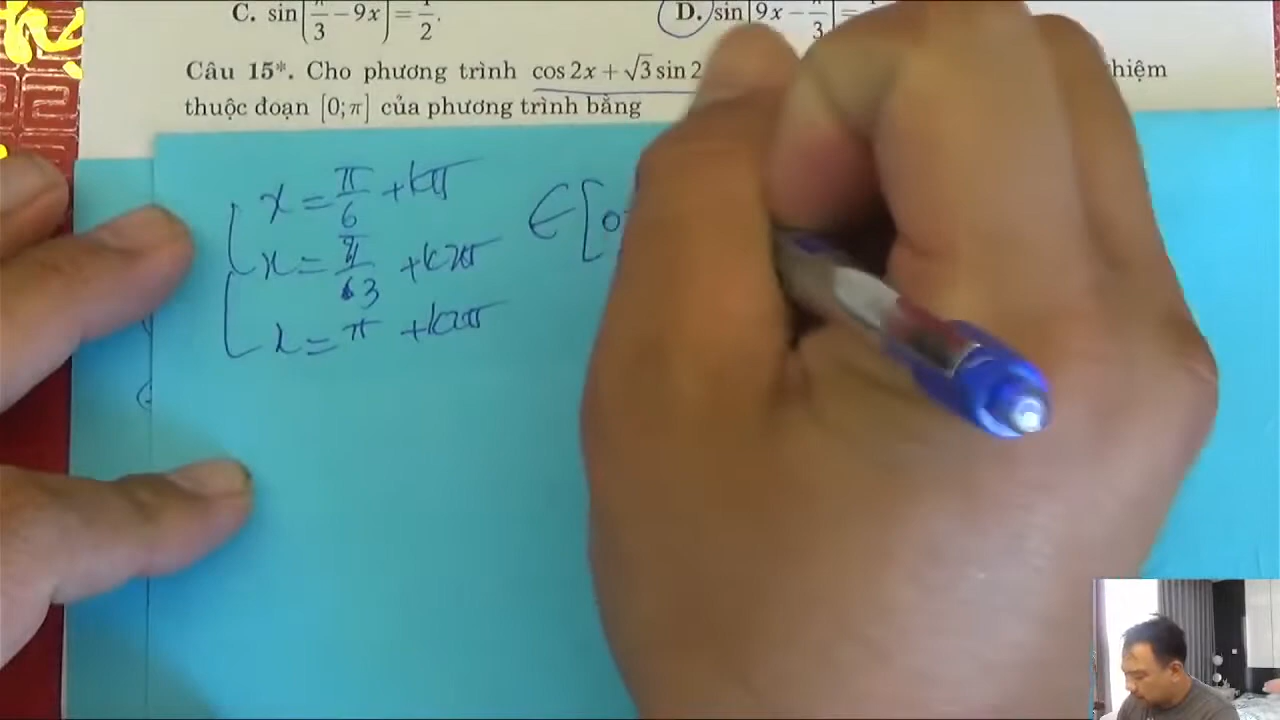 C. sin(π/3 − 9x) = 1/2. D. sin(9x − π/3) =
Câu 15*. Cho phương trình cos 2x + √3 sin 2
thuộc đoạn [0; π] của phương trình bằng
x = π/6 + kπ ∈ [0
x = π/3 + k2π
x = π + k2π